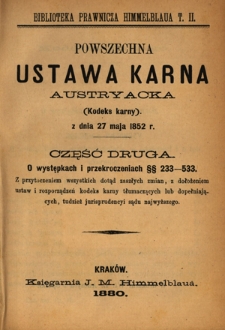 BIBLIOTEKA PRAWNICZA HIMMELBLAUA T. II.
POWSZECHNA
USTAWA KARNA
AUSTRYACKA
(Kodeks karny).
z dnia 27 maja 1852 r.
CZĘŚĆ DRUGA.
O występkach i przekroczeniach §§ 233—533.
Z przytoczeniem wszystkich dotąd zaszłych zmian, z dołożeniem
ustaw i rozporządzeń kodeks karny tłumaczących lub dopełniają-
cych, tudzież jurisprudencyi sądu najwyższego.
KRAKÓW.
Księgarnia J. M. Himmelblaua.
1880.